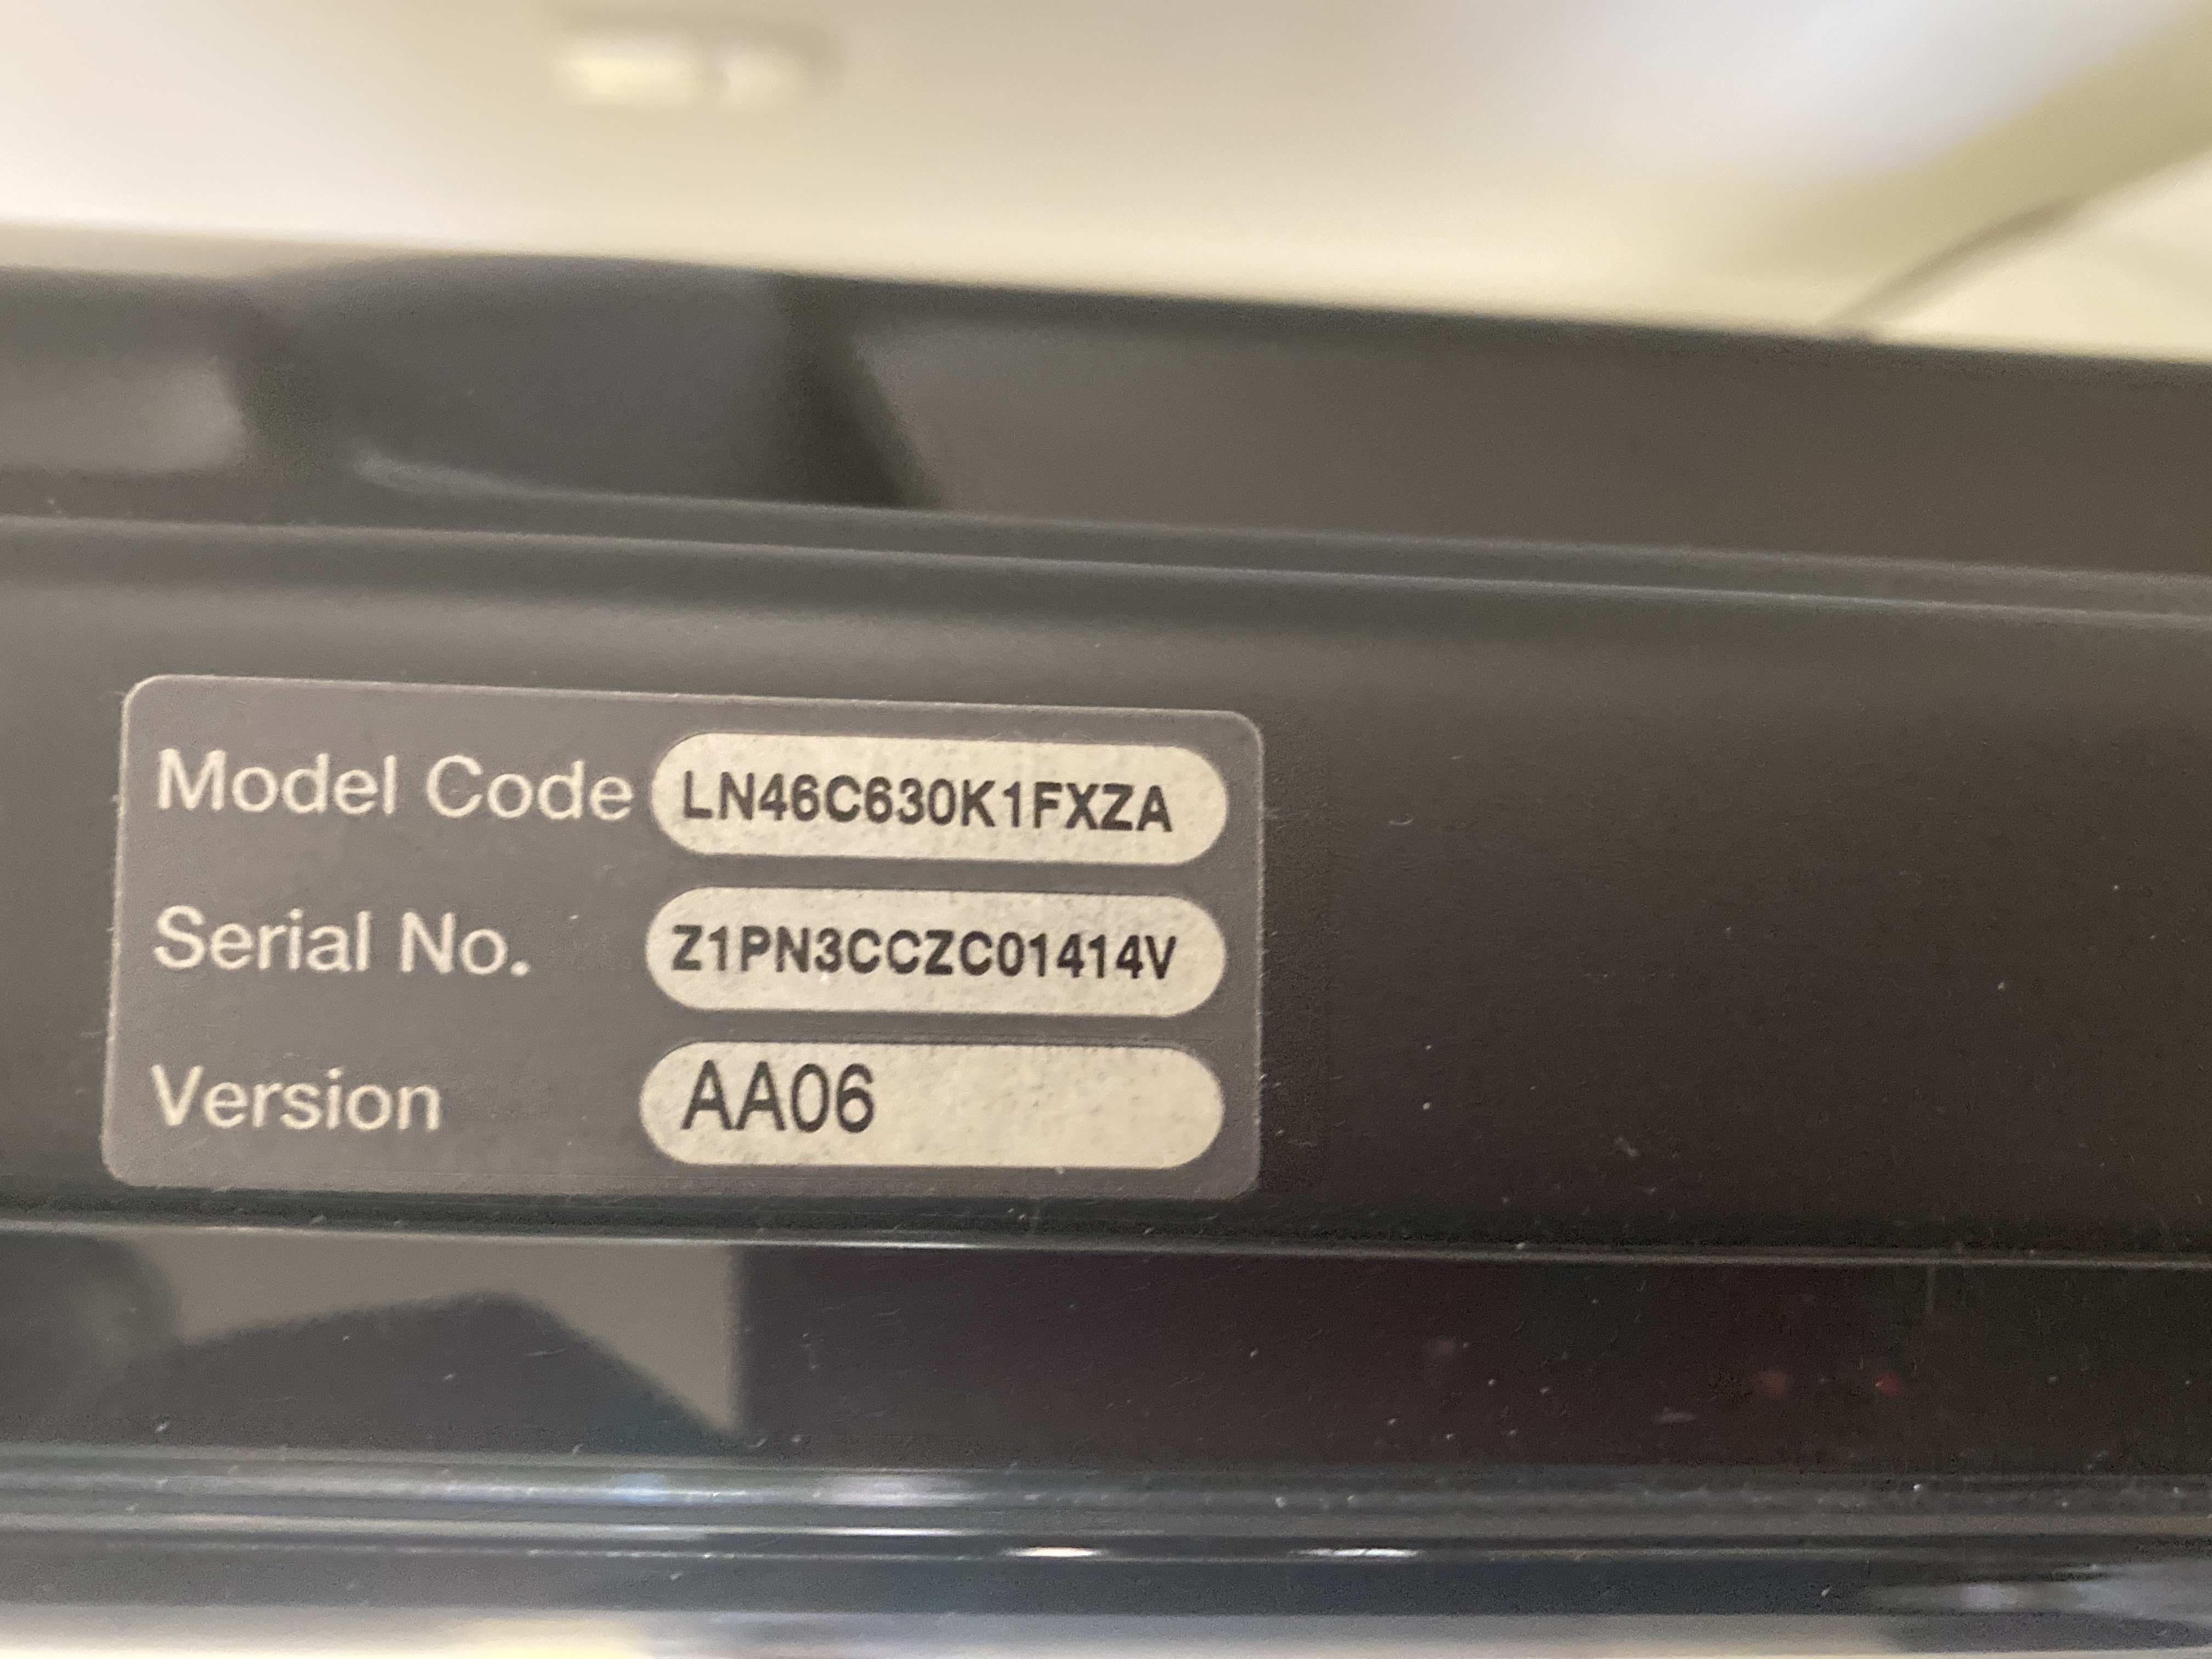 Model Code LN46C630K1FXZA
Serial No. Z1PN3CCZC01414V
Version AA06